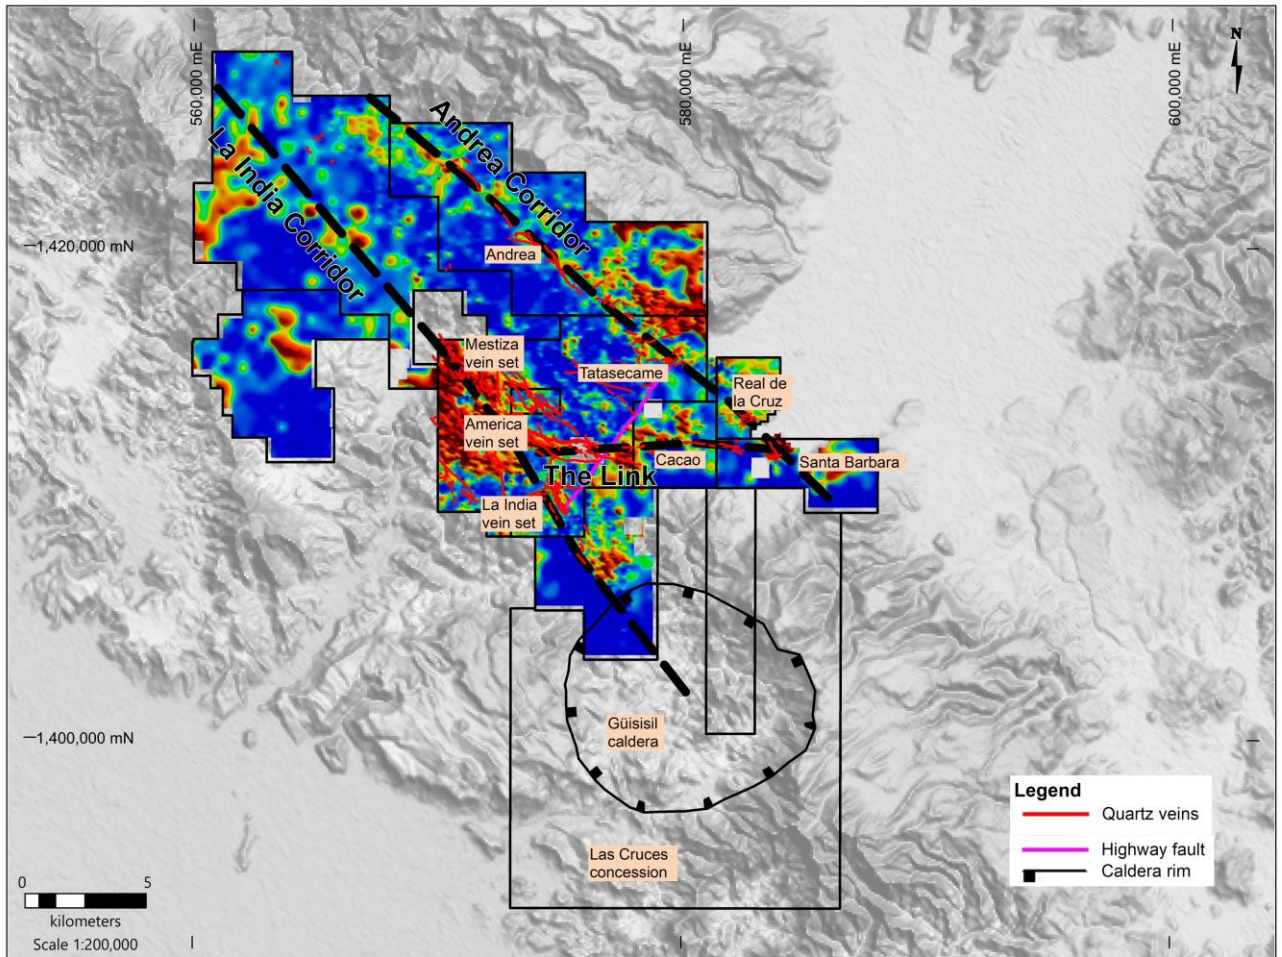 560,000 mE
580,000 mE
600,000 mE
N
Andrea Corridor
La India Corridor
1,420,000 mN
Andrea
Mestiza
vein set
Tatasecame
Real de
la Cruz
America
vein set
Cacao
Santa Barbara
The Link
La India
vein set
Güisisil
caldera
1,400,000 mN
Las Cruces
concession
Legend
Quartz veins
Highway fault
Caldera rim
0
5
kilometers
Scale 1:200,000